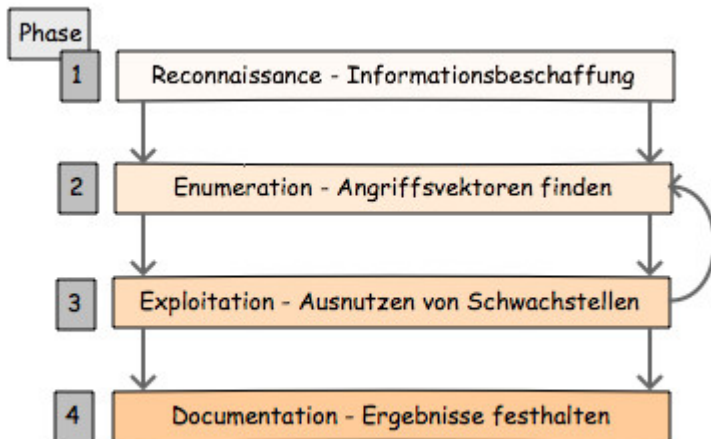 Phase
1
Reconnaissance - Informationsbeschaffung
2
Enumeration - Angriffsvektoren finden
3
Exploitation - Ausnutzen von Schwachstellen
4
Documentation - Ergebnisse festhalten